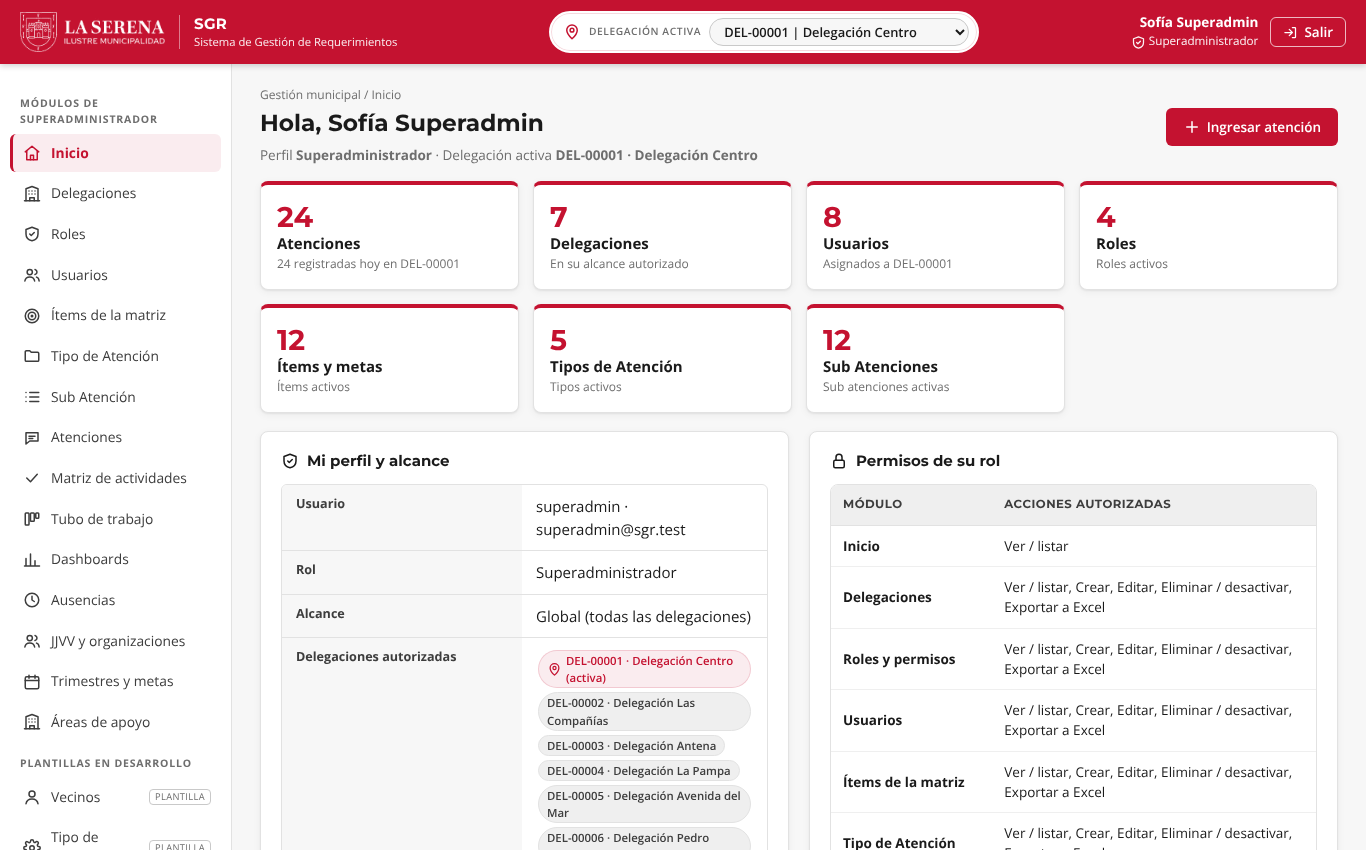 LA SERENA
ILUSTRE MUNICIPALIDAD
SGR
Sistema de Gestión de Requerimientos
DELEGACIÓN ACTIVA
DEL-00001 | Delegación Centro
Sofía Superadmin
Superadministrador
Salir
MÓDULOS DE
SUPERADMINISTRADOR
Inicio
Delegaciones
Roles
Usuarios
Ítems de la matriz
Tipo de Atención
Sub Atención
Atenciones
Matriz de actividades
Tubo de trabajo
Dashboards
Ausencias
JJVV y organizaciones
Trimestres y metas
Áreas de apoyo
PLANTILLAS EN DESARROLLO
Vecinos PLANTILLA
Tipo de PLANTILLA
Gestión municipal / Inicio
Hola, Sofía Superadmin
Perfil Superadministrador · Delegación activa DEL-00001 · Delegación Centro
Ingresar atención
24
Atenciones
24 registradas hoy en DEL-00001
7
Delegaciones
En su alcance autorizado
8
Usuarios
Asignados a DEL-00001
4
Roles
Roles activos
12
Ítems y metas
Ítems activos
5
Tipos de Atención
Tipos activos
12
Sub Atenciones
Sub atenciones activas
Mi perfil y alcance
Usuario
superadmin ·
superadmin@sgr.test
Rol
Superadministrador
Alcance
Global (todas las delegaciones)
Delegaciones autorizadas
DEL-00001 · Delegación Centro
(activa)
DEL-00002 · Delegación Las
Compañías
DEL-00003 · Delegación Antena
DEL-00004 · Delegación La Pampa
DEL-00005 · Delegación Avenida del
Mar
DEL-00006 · Delegación Pedro
Permisos de su rol
MÓDULO ACCIONES AUTORIZADAS
Inicio
Ver / listar
Delegaciones
Ver / listar, Crear, Editar, Eliminar / desactivar,
Exportar a Excel
Roles y permisos
Ver / listar, Crear, Editar, Eliminar / desactivar,
Exportar a Excel
Usuarios
Ver / listar, Crear, Editar, Eliminar / desactivar,
Exportar a Excel
Ítems de la matriz
Ver / listar, Crear, Editar, Eliminar / desactivar,
Exportar a Excel
Tipo de Atención
Ver / listar, Crear, Editar, Eliminar / desactivar,